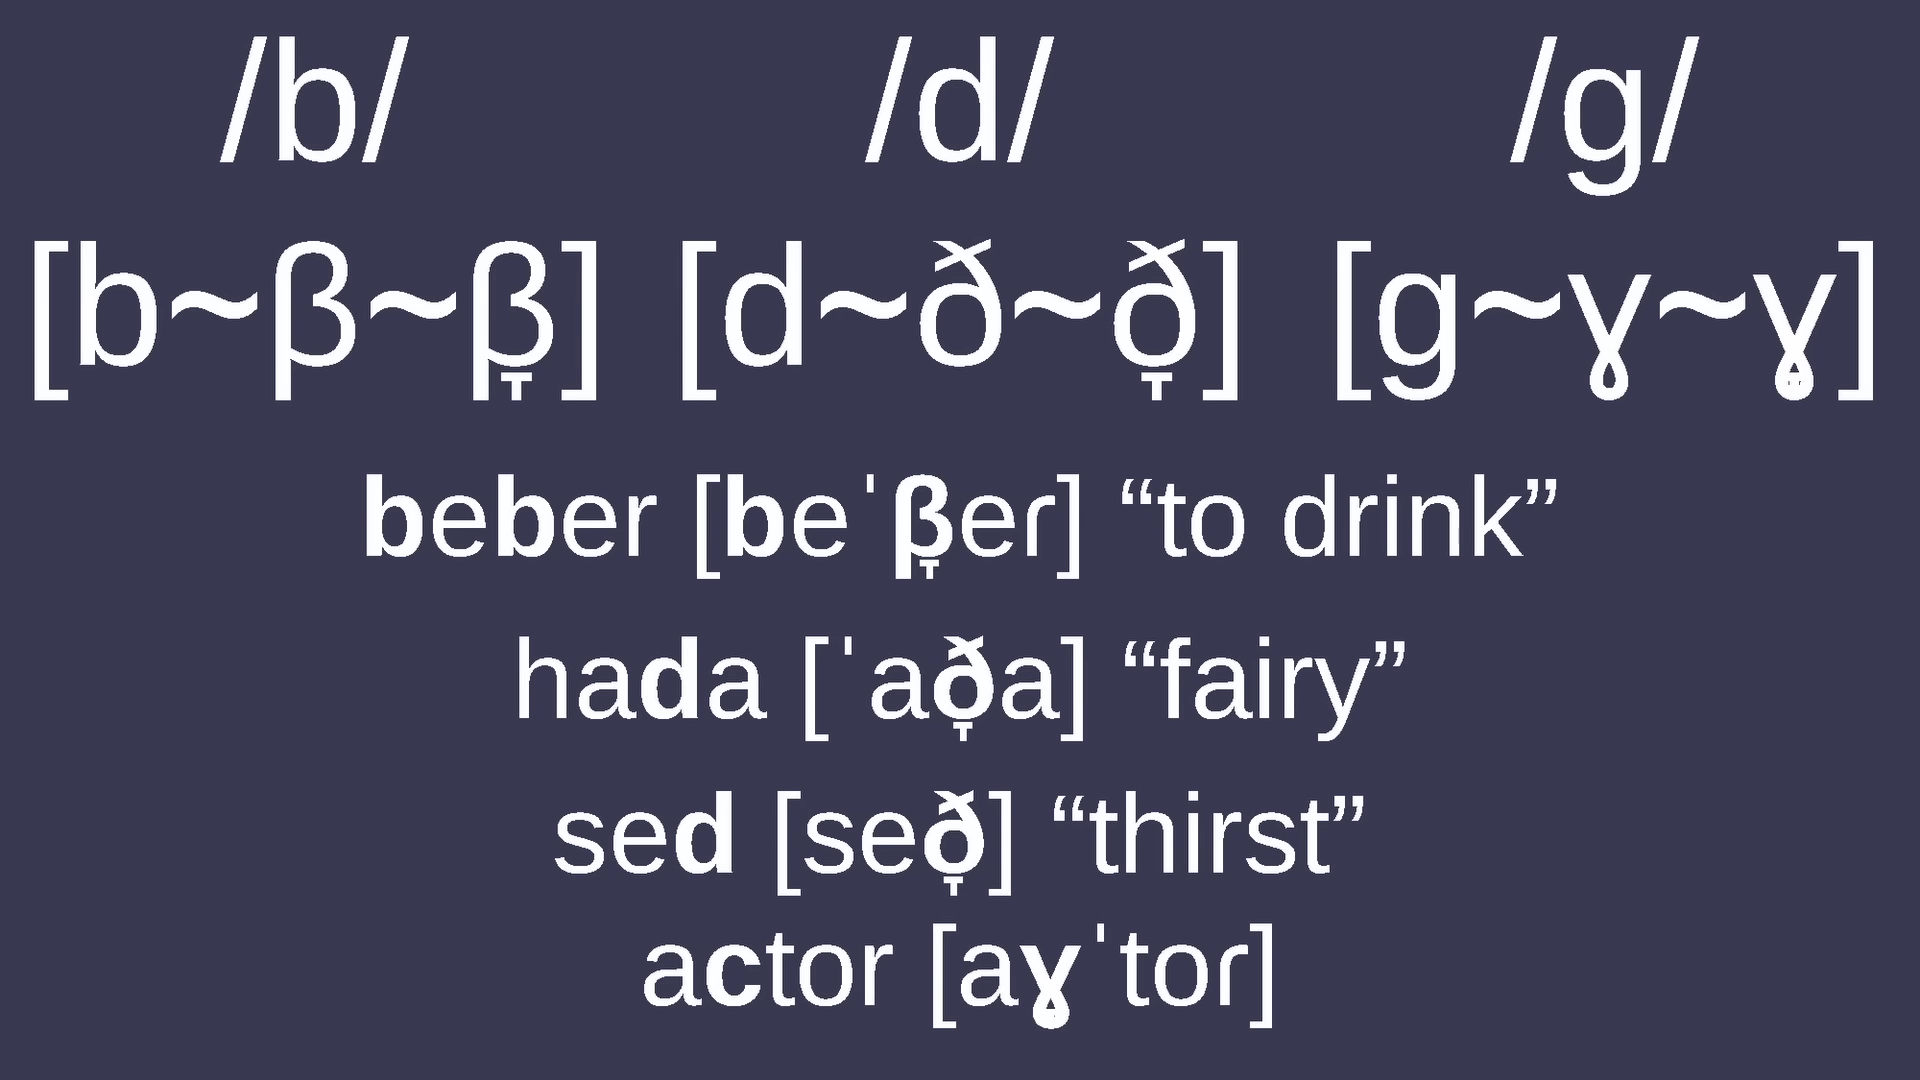 /b/ /d/ /g/
[b~β~β̞] [d~ð~ð̞] [g~ɣ~ɣ̞]
beber [beˈβ̞eɾ] “to drink”
hada [ˈað̞a] “fairy”
sed [seð̞] “thirst”
actor [aɣ̞ˈtoɾ]